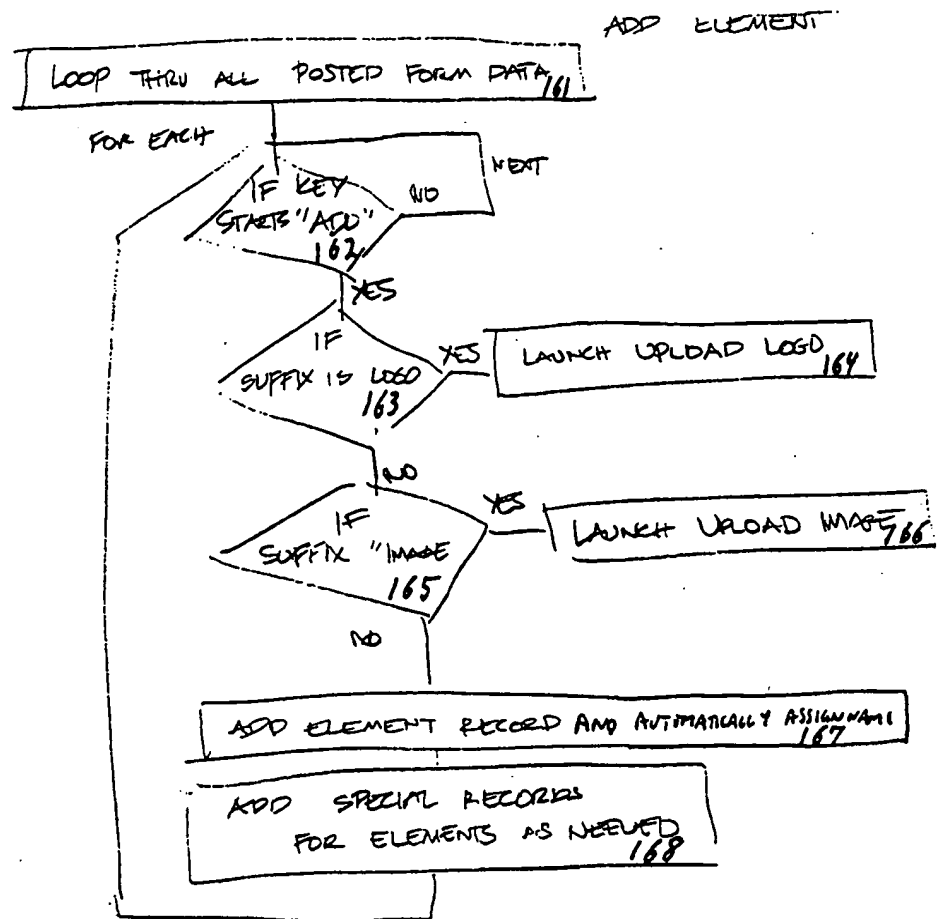 ADD ELEMENT
LOOP THRU ALL POSTED FORM DATA
161
FOR EACH
NEXT
IF KEY
NO
STARTS "ADD"
162
YES
IF
SUFFIX IS LOGO
163
YES
LAUNCH UPLOAD LOGO
164
NO
IF
SUFFIX "IMAGE
165
YES
LAUNCH UPLOAD IMAGE
166
NO
ADD ELEMENT RECORD AND AUTOMATICALLY ASSIGN NAME
167
ADD SPECIAL RECORDS
FOR ELEMENTS AS NEEDED
168